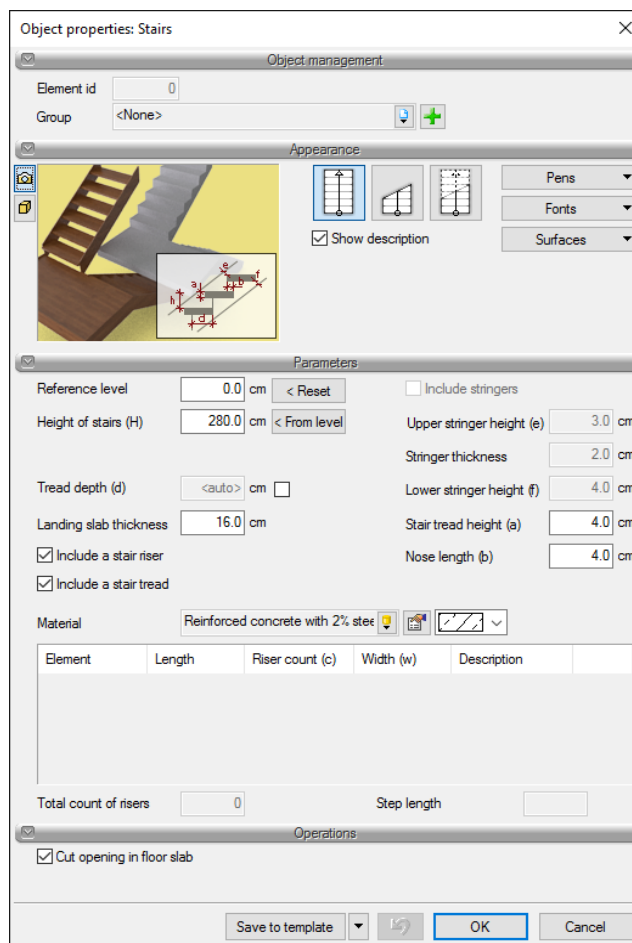 Object properties: Stairs
Object management
Element id 0
Group <None>
Appearance
Pens
Fonts
Show description Surfaces
e
f
a
b
h
d
Parameters
Reference level 0.0 cm < Reset Include stringers
Height of stairs (H) 280.0 cm < From level Upper stringer height (e) 3.0 cm
Stringer thickness 2.0 cm
Tread depth (d) <auto> cm Lower stringer height (f) 4.0 cm
Landing slab thickness 16.0 cm Stair tread height (a) 4.0 cm
Include a stair riser Nose length (b) 4.0 cm
Include a stair tread
Material Reinforced concrete with 2% stee
Element Length Riser count (c) Width (w) Description
Total count of risers 0 Step length
Operations
Cut opening in floor slab
Save to template OK Cancel